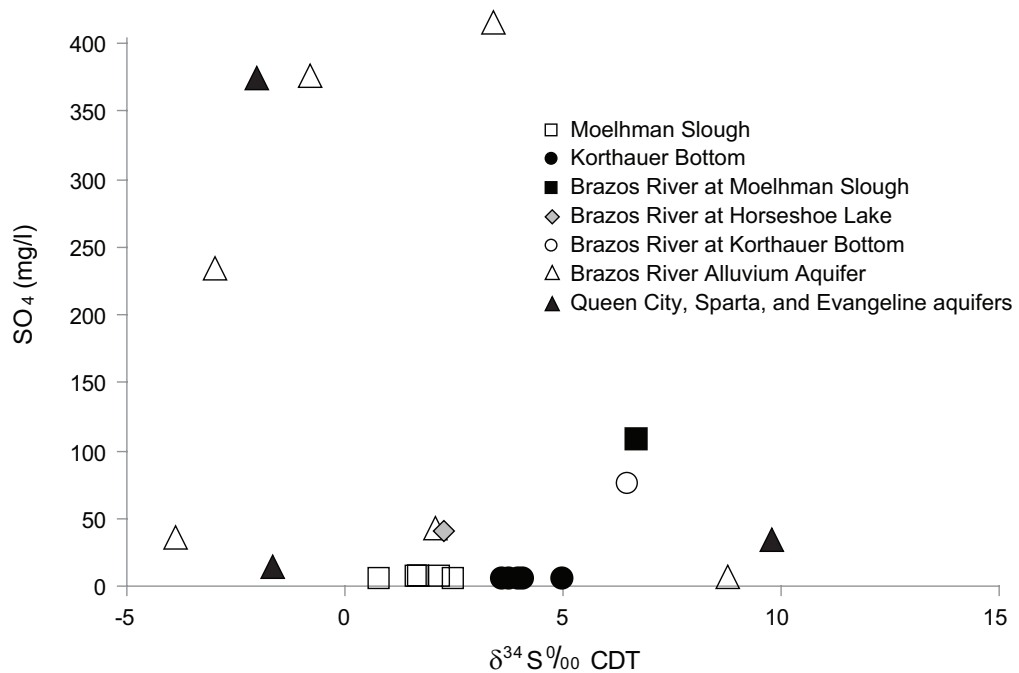 400
350
300
250
200
150
100
50
0
SO₄ (mg/l)
Moelhman Slough
Korthauer Bottom
Brazos River at Moelhman Slough
Brazos River at Horseshoe Lake
Brazos River at Korthauer Bottom
Brazos River Alluvium Aquifer
Queen City, Sparta, and Evangeline aquifers
-5 0 5 10 15
δ³⁴S⁰/₀₀ CDT